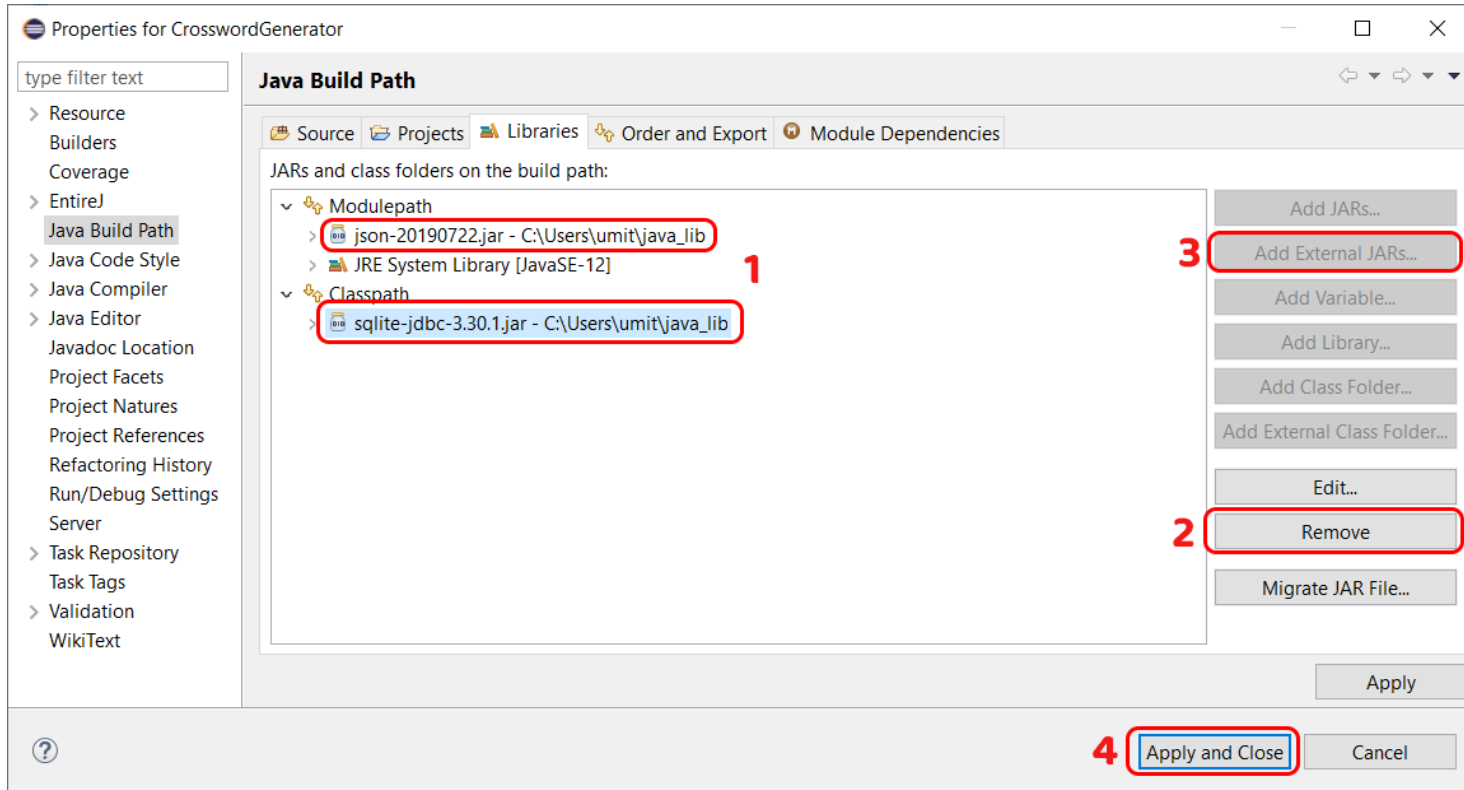 Properties for CrosswordGenerator
type filter text
Resource
Builders
Coverage
EntireJ
Java Build Path
Java Code Style
Java Compiler
Java Editor
Javadoc Location
Project Facets
Project Natures
Project References
Refactoring History
Run/Debug Settings
Server
Task Repository
Task Tags
Validation
WikiText
Java Build Path
Source Projects Libraries Order and Export Module Dependencies
JARs and class folders on the build path:
Modulepath
json-20190722.jar - C:\Users\umit\java_lib
JRE System Library [JavaSE-12]
1
Classpath
sqlite-jdbc-3.30.1.jar - C:\Users\umit\java_lib
Add JARs...
3 Add External JARs...
Add Variable...
Add Library...
Add Class Folder...
Add External Class Folder...
Edit...
2 Remove
Migrate JAR File...
Apply
4 Apply and Close Cancel